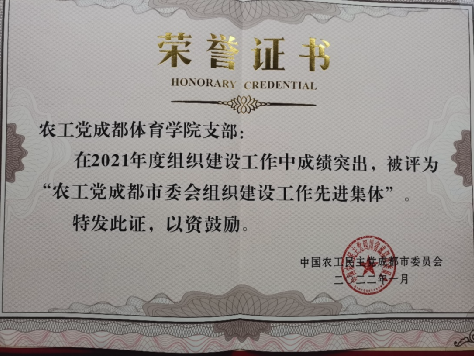 荣誉证书
HONORARY CREDENTIAL
农工党成都体育学院支部：
在2021年度组织建设工作中成绩突出，被评为
“农工党成都市委会组织建设工作先进集体”。
特发此证，以资鼓励。
中国农工民主党成都市委员会
二〇二二年一月